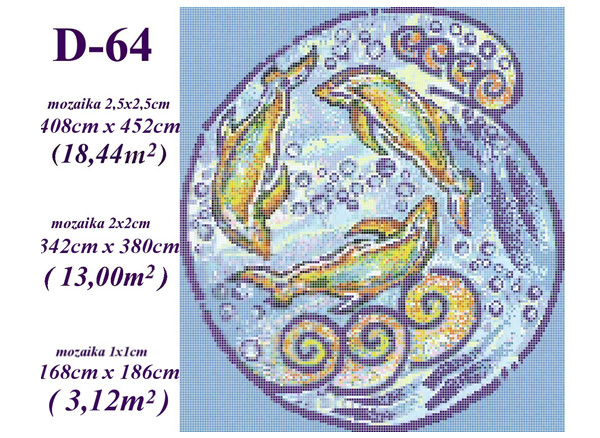 D-64
mozaika 2,5x2,5cm
408cm x 452cm
(18,44m²)
mozaika 2x2cm
342cm x 380cm
( 13,00m²)
mozaika 1x1cm
168cm x 186cm
( 3,12m²)